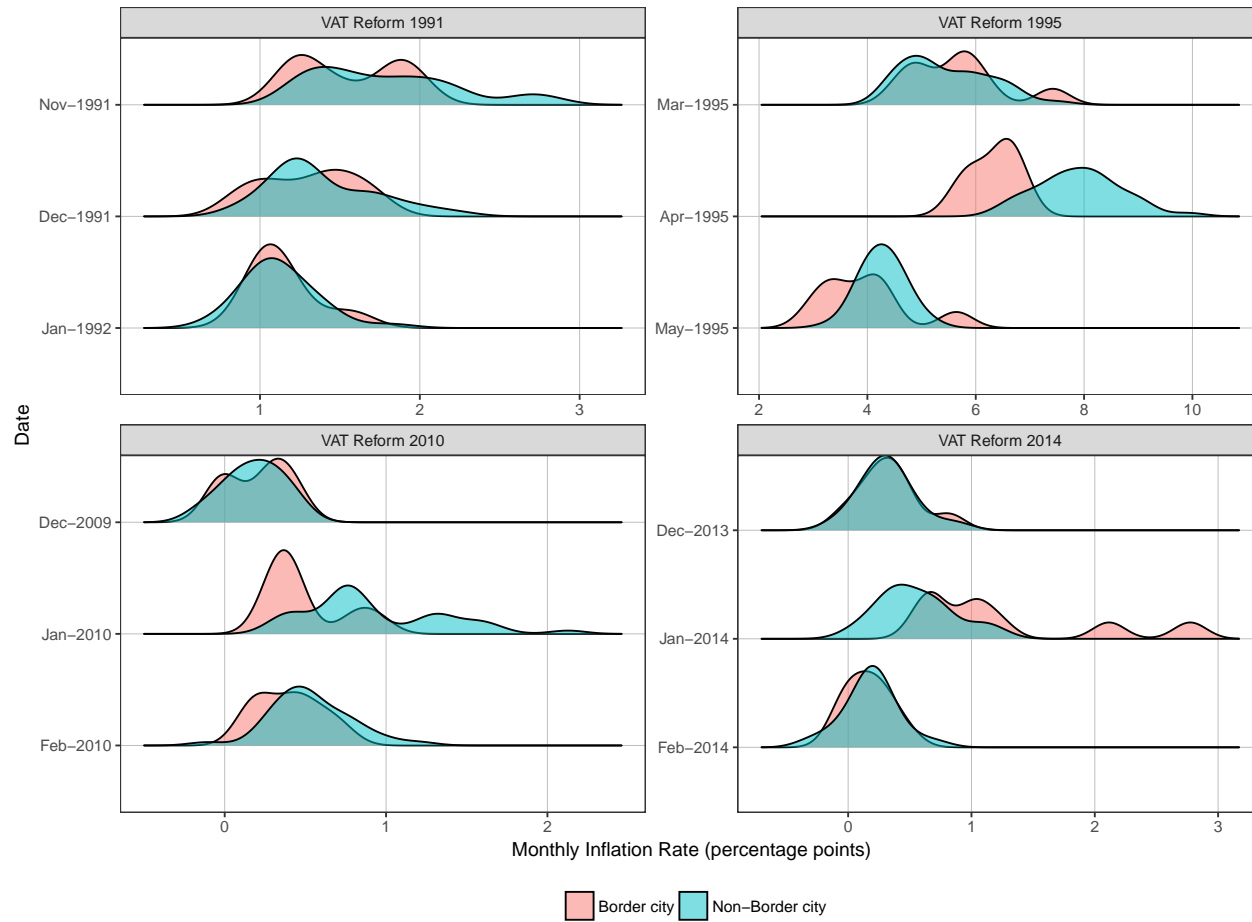 VAT Reform 1991
VAT Reform 1995
Nov−1991
Dec−1991
Jan−1992
Mar−1995
Apr−1995
May−1995
1 2 3
2 4 6 8 10
Date
VAT Reform 2010
VAT Reform 2014
Dec−2009
Jan−2010
Feb−2010
Dec−2013
Jan−2014
Feb−2014
0 1 2
0 1 2 3
Monthly Inflation Rate (percentage points)
Border city Non−Border city